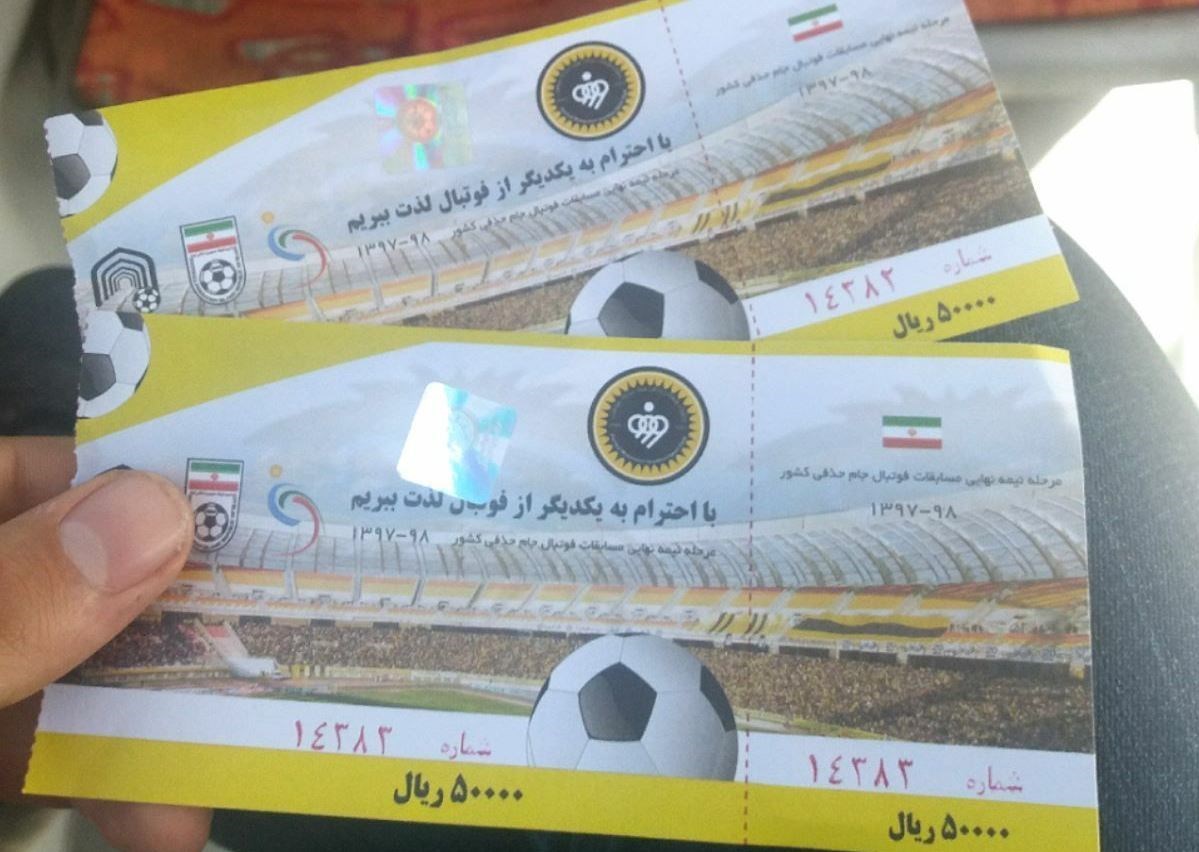 مرحله نیمه نهایی مسابقات فوتبال جام حذفی کشور
۱۳۹۷-۹۸
با احترام به یکدیگر از فوتبال لذت ببریم
مرحله نیمه نهایی مسابقات فوتبال جام حذفی کشور ۱۳۹۷-۹۸
شماره ۱۴۳۸۲
۵۰۰۰۰ ریال
مرحله نیمه نهایی مسابقات فوتبال جام حذفی کشور
۱۳۹۷-۹۸
با احترام به یکدیگر از فوتبال لذت ببریم
مرحله نیمه نهایی مسابقات فوتبال جام حذفی کشور ۱۳۹۷-۹۸
شماره ۱۴۳۸۳
شماره ۱۴۳۸۳
۵۰۰۰۰ ریال
۵۰۰۰۰ ریال